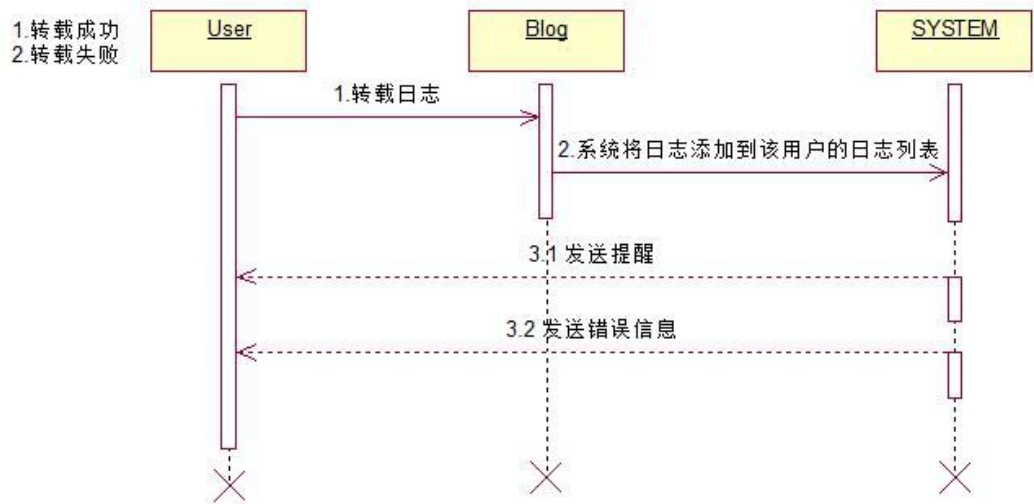 1.转载成功
2.转载失败
User
Blog
SYSTEM
1.转载日志
2.系统将日志添加到该用户的日志列表
3.1 发送提醒
3.2 发送错误信息